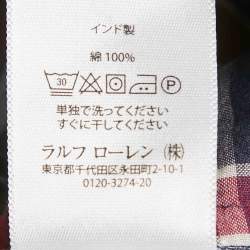 インド製
綿 100%
30
P
単独で洗ってください
すぐに干してください
ラルフ ローレン (株)
東京都千代田区永田町2-10-1
0120-3274-20